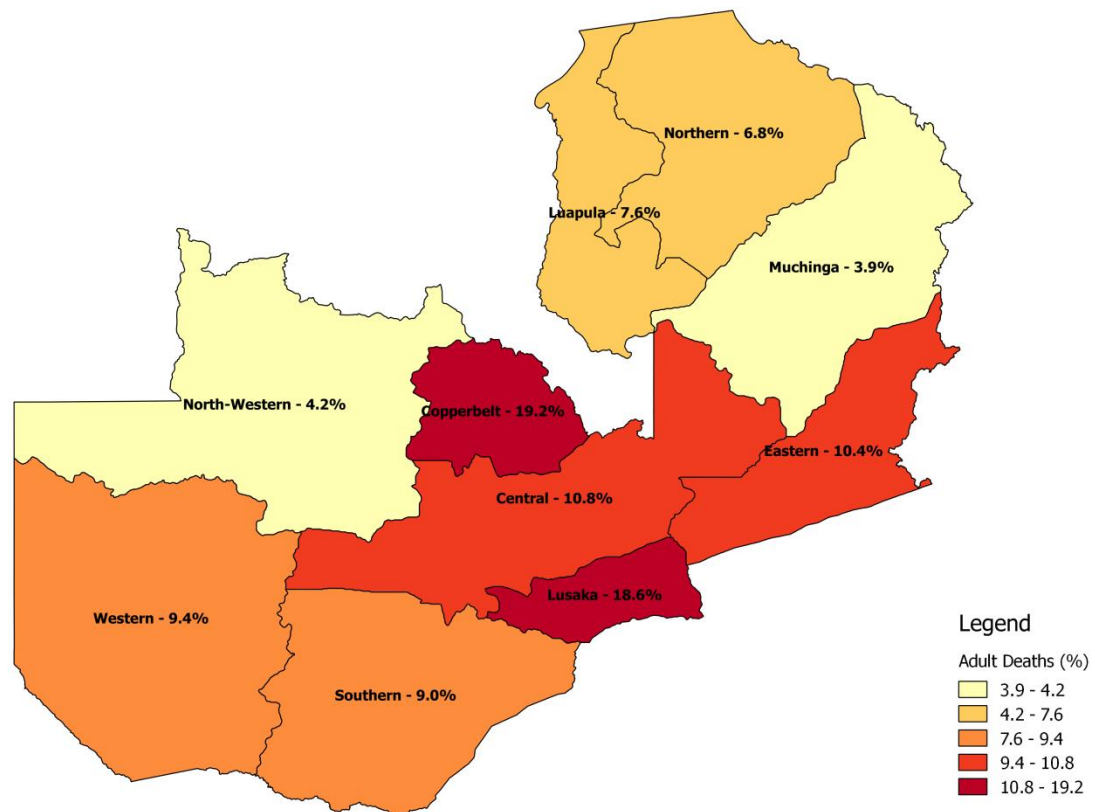 Northern - 6.8%
Luapula - 7.6%
Muchinga - 3.9%
North-Western - 4.2%
Copperbelt - 19.2%
Eastern - 10.4%
Central - 10.8%
Lusaka - 18.6%
Western - 9.4%
Southern - 9.0%
Legend
Adult Deaths (%)
3.9 - 4.2
4.2 - 7.6
7.6 - 9.4
9.4 - 10.8
10.8 - 19.2